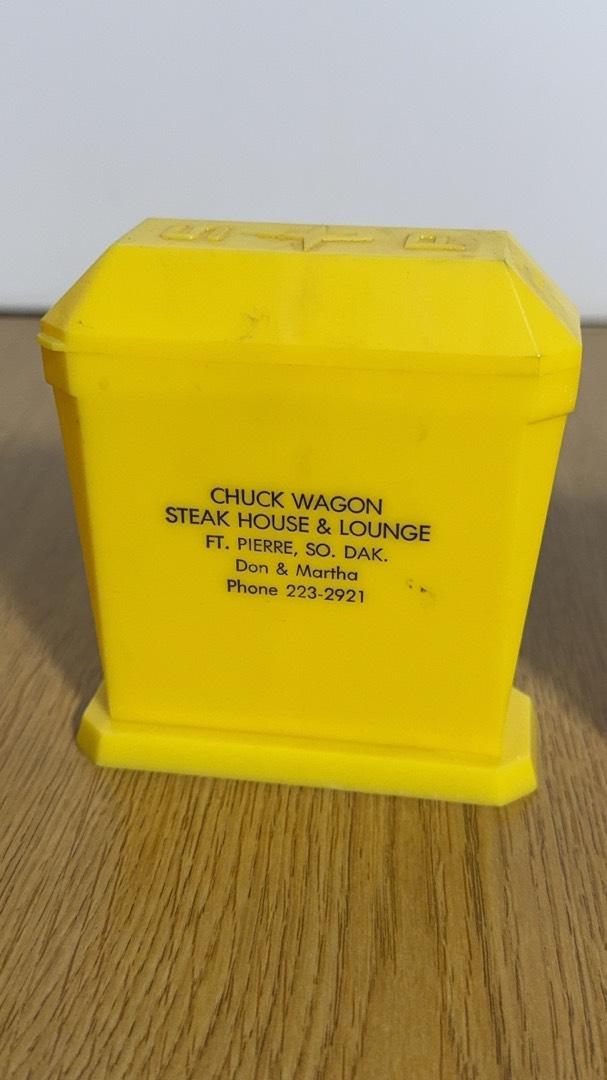 S P
CHUCK WAGON
STEAK HOUSE & LOUNGE
FT. PIERRE, SO. DAK.
Don & Martha
Phone 223-2921